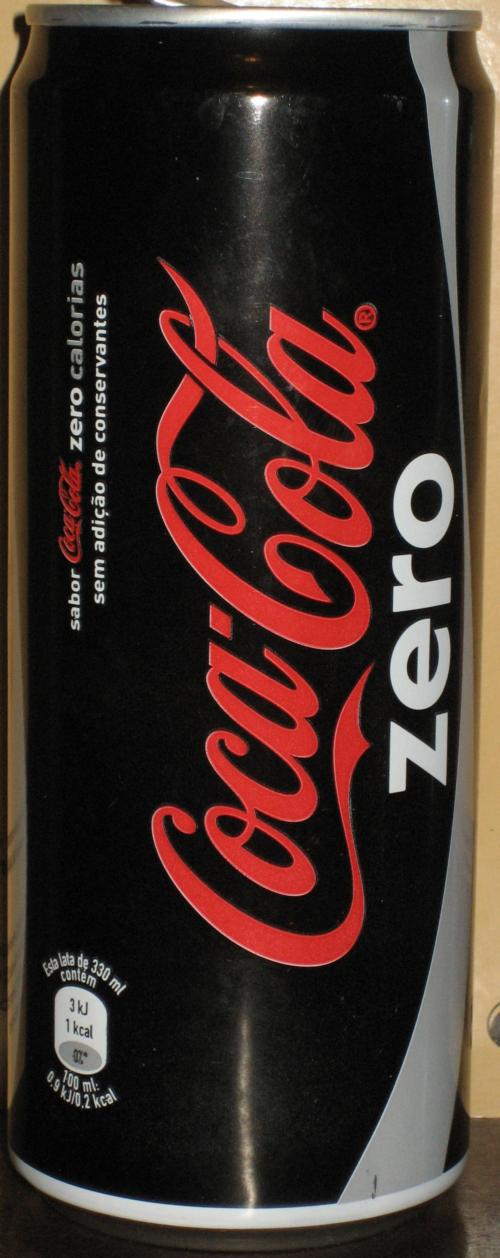 sabor Coca-Cola zero calorias
sem adição de conservantes
Coca-Cola®
zero
Esta lata de 330 ml
contém
3 kJ
1 kcal
<1%*
100 ml:
0.9 kJ/0.2 kcal